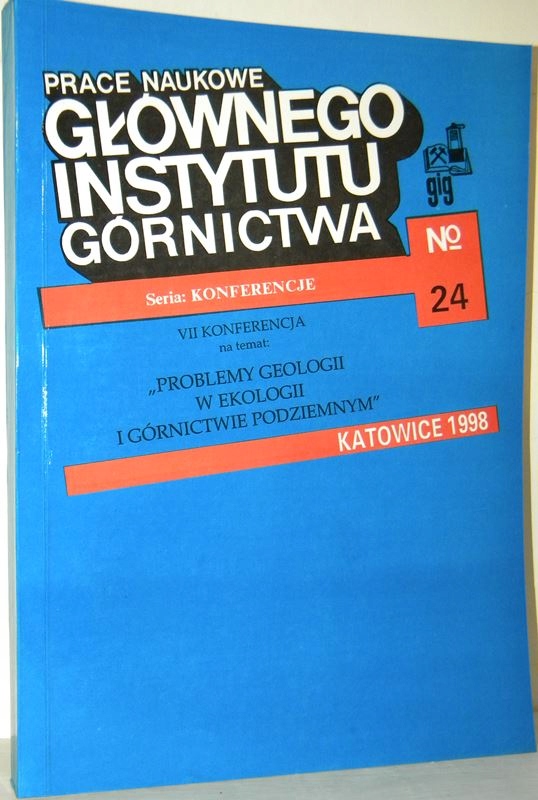 PRACE NAUKOWE
GŁÓWNEGO
INSTYTUTU
GÓRNICTWA
gig
No
24
Seria: KONFERENCJE
VII KONFERENCJA
na temat:
„PROBLEMY GEOLOGII
W EKOLOGII
I GÓRNICTWIE PODZIEMNYM”
KATOWICE 1998